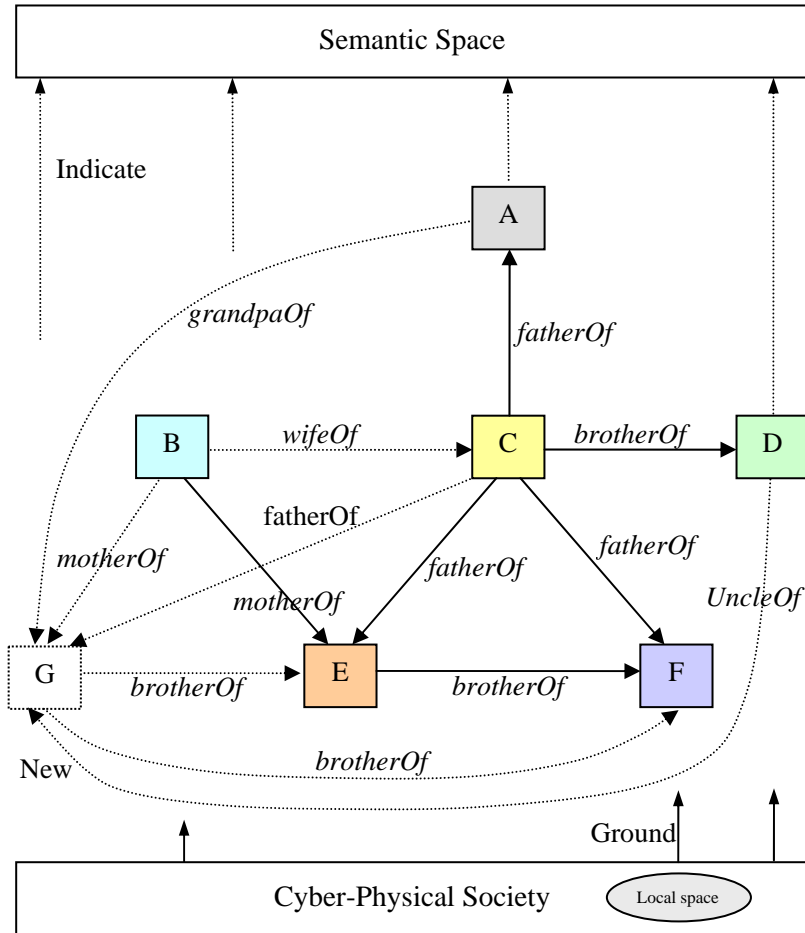 Semantic Space
Indicate
A
grandpaOf
fatherOf
B
wifeOf
C
brotherOf
D
fatherOf
motherOf
fatherOf
fatherOf
motherOf
UncleOf
G
brotherOf
E
brotherOf
F
New
brotherOf
Ground
Cyber-Physical Society
Local space